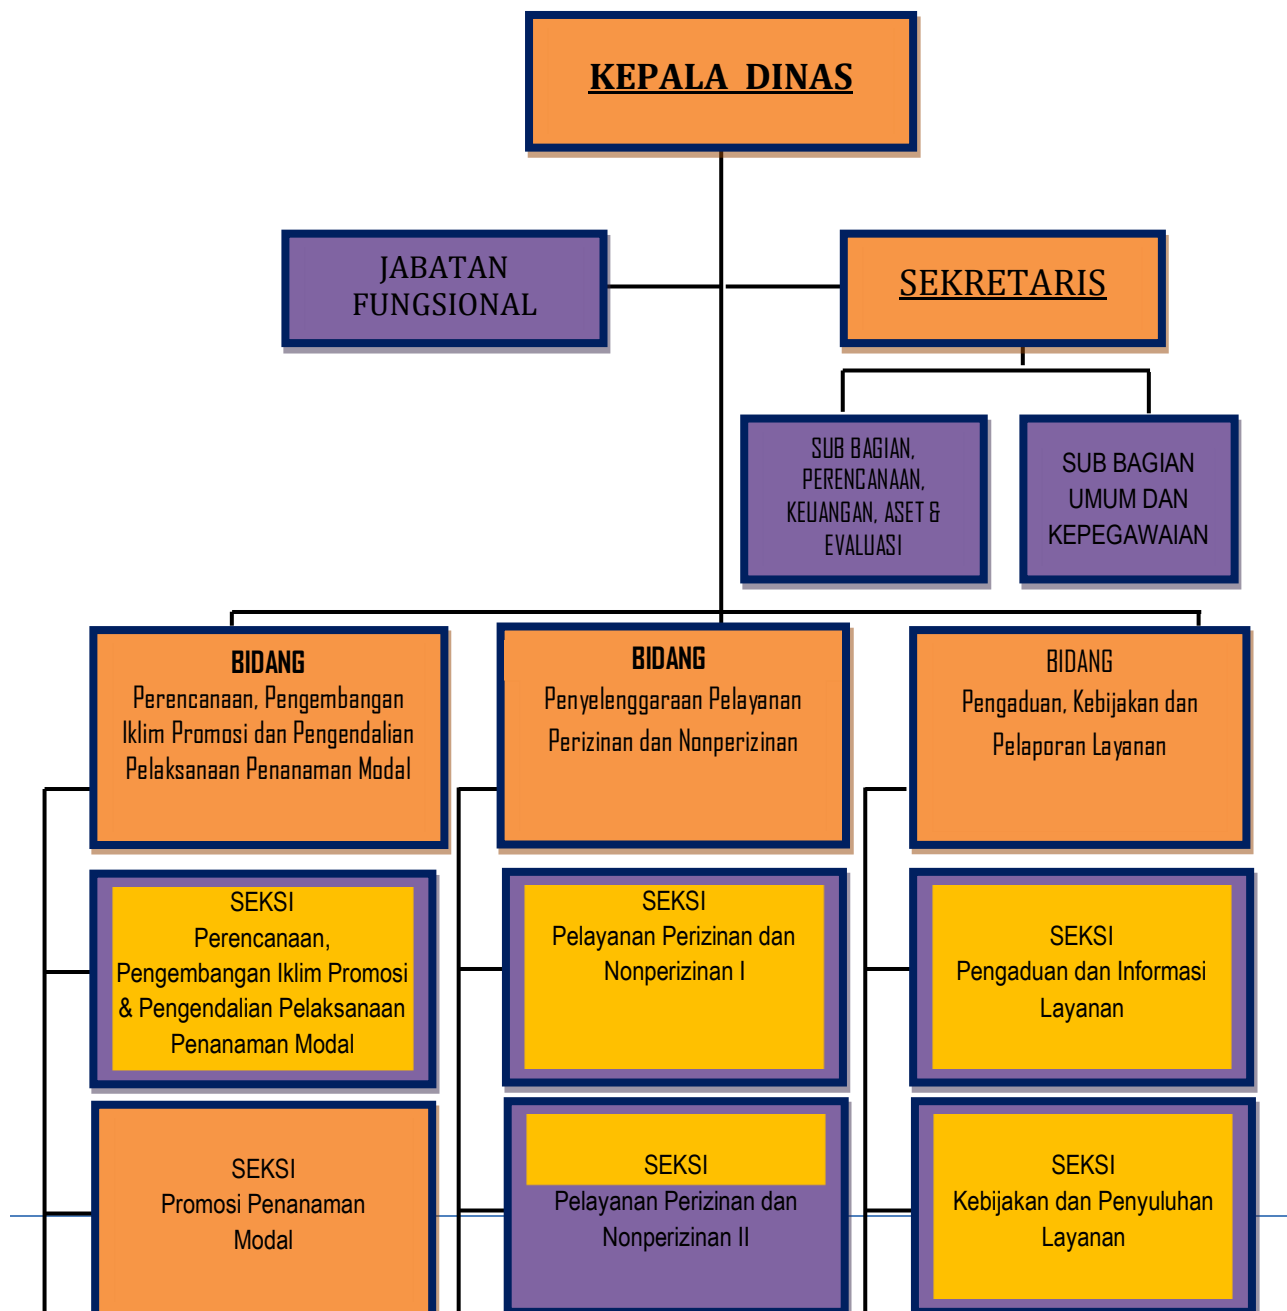 KEPALA DINAS
JABATAN
FUNGSIONAL
SEKRETARIS
SUB BAGIAN,
PERENCANAAN,
KEUANGAN, ASET &
EVALUASI
SUB BAGIAN
UMUM DAN
KEPEGAWAIAN
BIDANG
Perencanaan, Pengembangan
Iklim Promosi dan Pengendalian
Pelaksanaan Penanaman Modal
BIDANG
Penyelenggaraan Pelayanan
Perizinan dan Nonperizinan
BIDANG
Pengaduan, Kebijakan dan
Pelaporan Layanan
SEKSI
Perencanaan,
Pengembangan Iklim Promosi
& Pengendalian Pelaksanaan
Penanaman Modal
SEKSI
Pelayanan Perizinan dan
Nonperizinan I
SEKSI
Pengaduan dan Informasi
Layanan
SEKSI
Promosi Penanaman
Modal
SEKSI
Pelayanan Perizinan dan
Nonperizinan II
SEKSI
Kebijakan dan Penyuluhan
Layanan